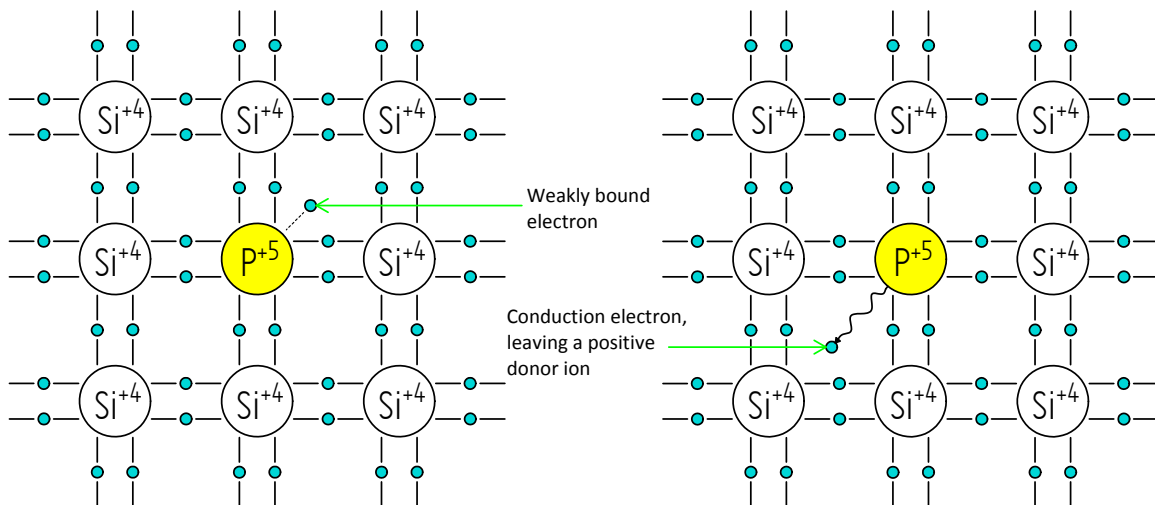 Si+4 Si+4 Si+4 Si+4 Si+4 Si+4
Weakly bound
electron
Si+4 P+5 Si+4 Si+4 P+5 Si+4
Conduction electron,
leaving a positive
donor ion
Si+4 Si+4 Si+4 Si+4 Si+4 Si+4